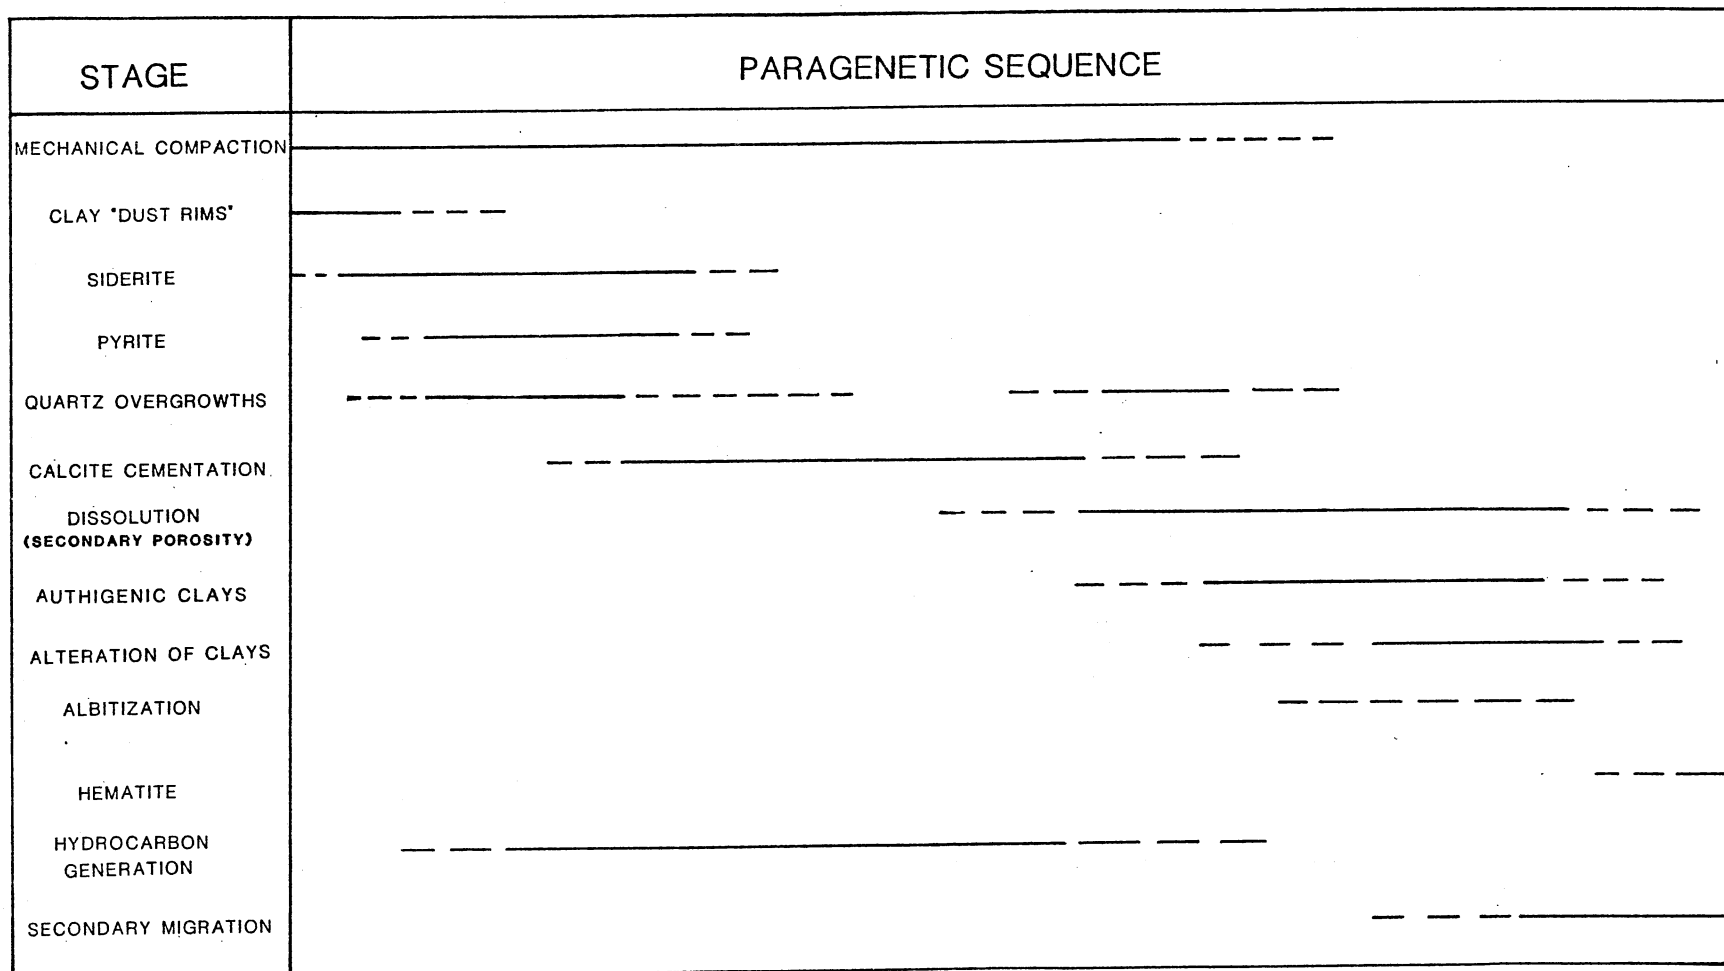 STAGE
PARAGENETIC SEQUENCE
MECHANICAL COMPACTION
CLAY "DUST RIMS"
SIDERITE
PYRITE
QUARTZ OVERGROWTHS
CALCITE CEMENTATION
DISSOLUTION
(SECONDARY POROSITY)
AUTHIGENIC CLAYS
ALTERATION OF CLAYS
ALBITIZATION
HEMATITE
HYDROCARBON
GENERATION
SECONDARY MIGRATION